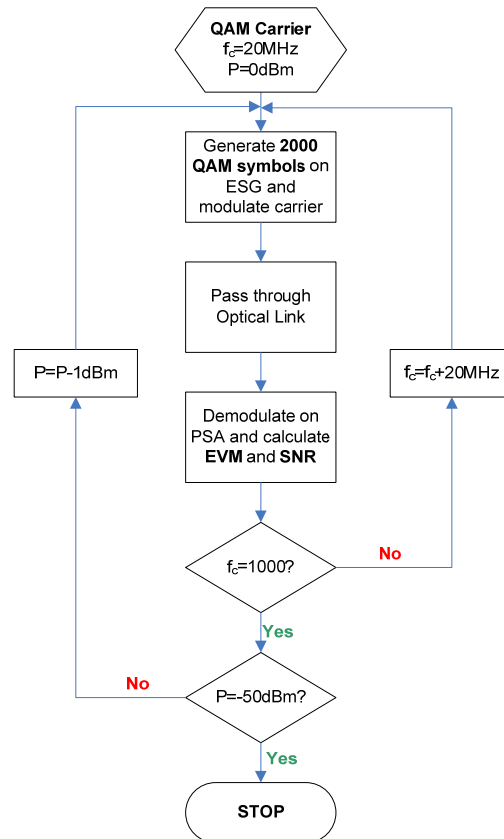 QAM Carrier
fc=20MHz
P=0dBm
Generate 2000
QAM symbols on
ESG and
modulate carrier
Pass through
Optical Link
P=P-1dBm
fc=fc+20MHz
Demodulate on
PSA and calculate
EVM and SNR
fc=1000?
No
Yes
No
P=-50dBm?
Yes
STOP